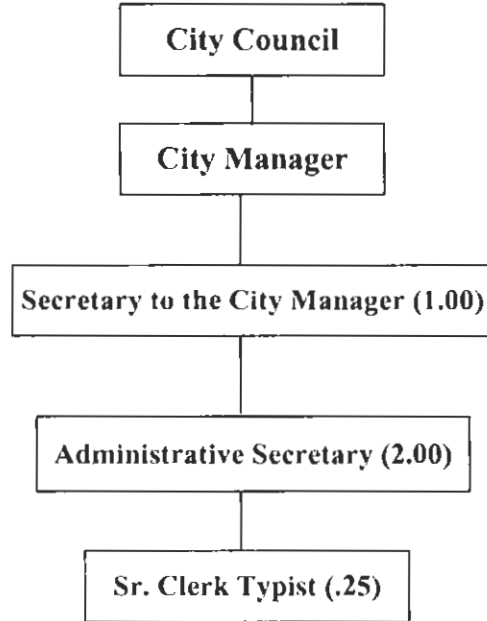 City Council
City Manager
Secretary to the City Manager (1.00)
Administrative Secretary (2.00)
Sr. Clerk Typist (.25)